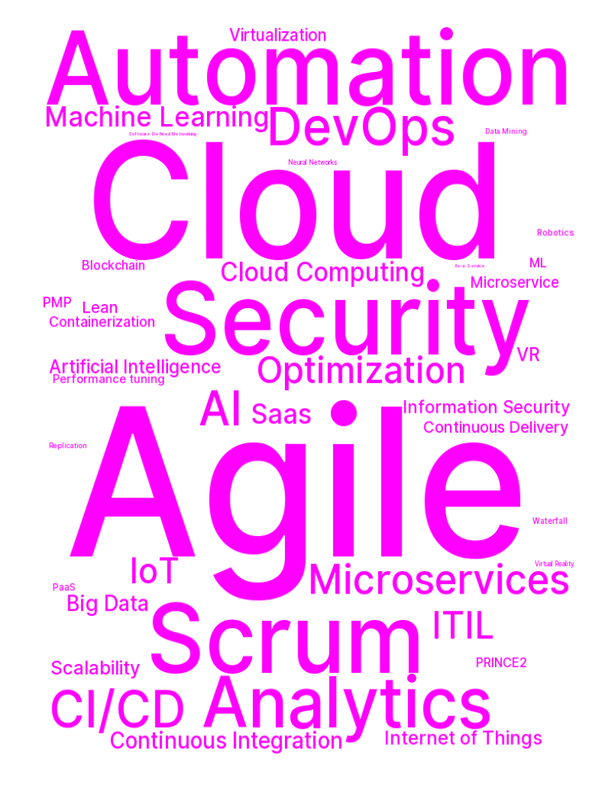 Virtualization
Automation
Machine Learning
DevOps
Data Mining
Software Defined Networking
Neural Networks
Cloud
Robotics
Blockchain
Cloud Computing
ML
Microservice
PMP
Lean
Security
Containerization
VR
Artificial Intelligence
Optimization
Performance tuning
AI
Saas
Information Security
Continuous Delivery
Agile
Replication
Waterfall
Virtual Reality
IoT
Microservices
PaaS
Big Data
Scrum
ITIL
PRINCE2
Scalability
CI/CD
Analytics
Continuous Integration
Internet of Things